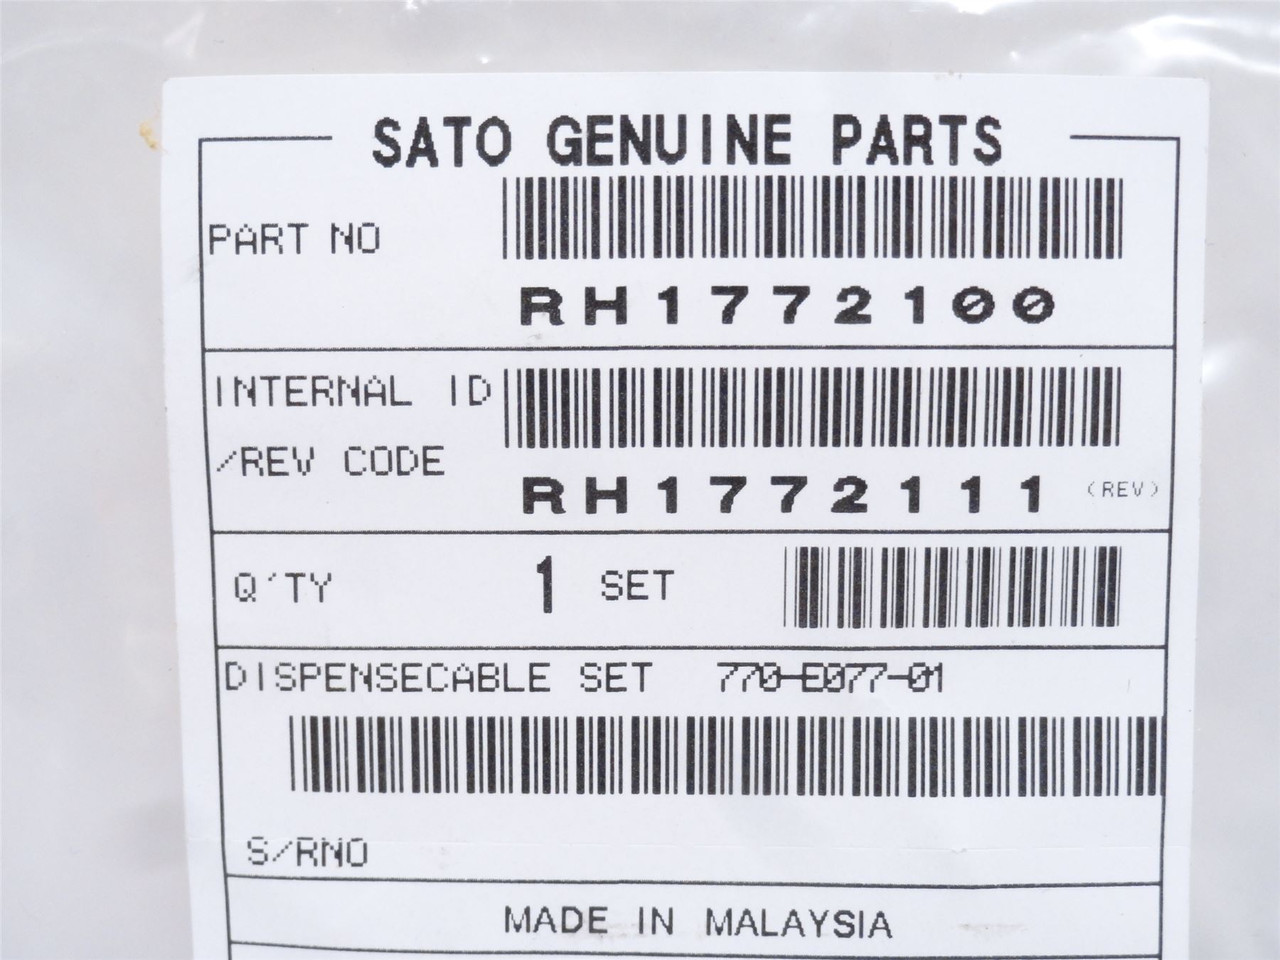 SATO GENUINE PARTS
PART NO
RH1772100
INTERNAL ID
/REV CODE
RH1772111 (REV)
Q'TY 1 SET
DISPENSECABLE SET 770-E077-01
S/RNO
MADE IN MALAYSIA